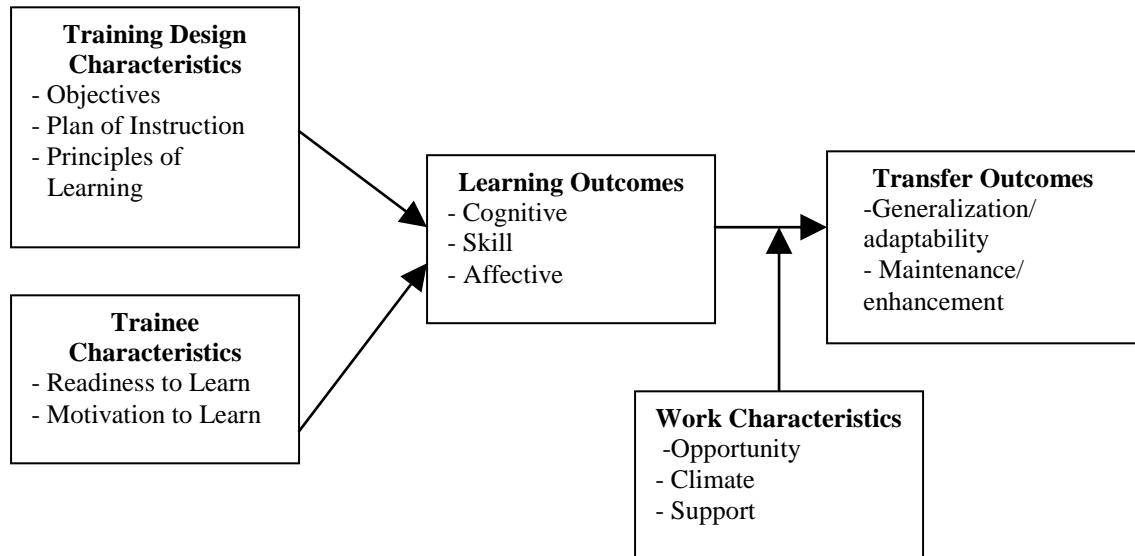 Training Design
Characteristics
- Objectives
- Plan of Instruction
- Principles of
Learning
Trainee
Characteristics
- Readiness to Learn
- Motivation to Learn
Learning Outcomes
- Cognitive
- Skill
- Affective
Transfer Outcomes
-Generalization/
adaptability
- Maintenance/
enhancement
Work Characteristics
-Opportunity
- Climate
- Support